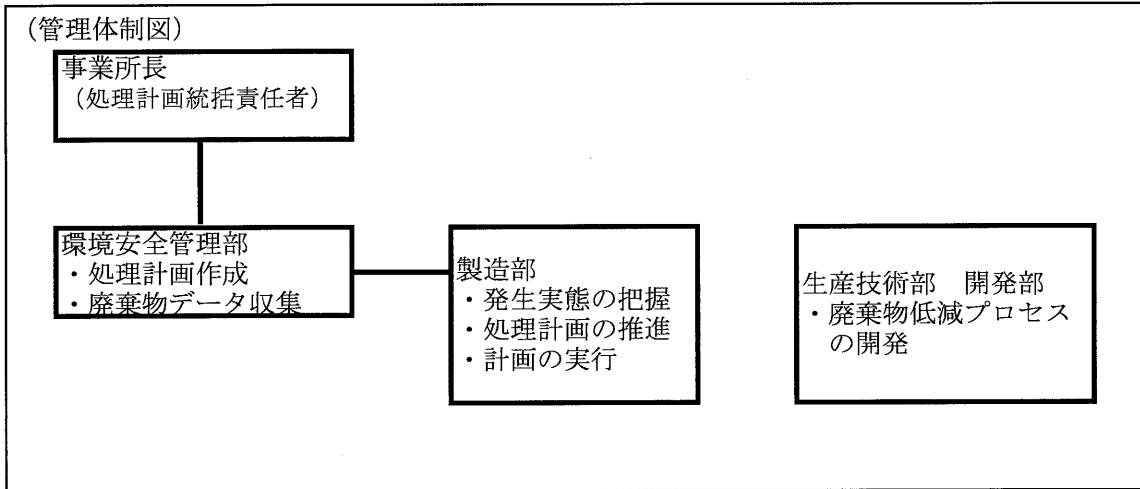 (管理体制図)
事業所長
(処理計画統括責任者)
環境安全管理部
・処理計画作成
・廃棄物データ収集
製造部
・発生実態の把握
・処理計画の推進
・計画の実行
生産技術部　開発部
・廃棄物低減プロセス
の開発